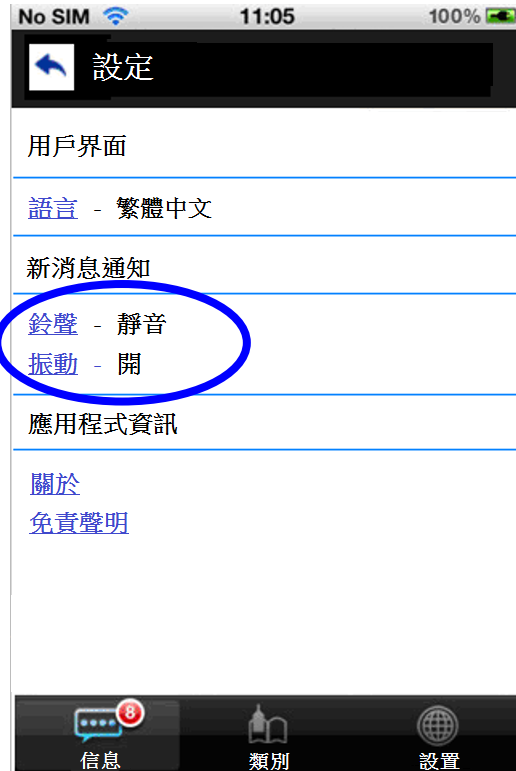 No SIM 11:05 100%
設定
用戶界面
語言 - 繁體中文
新消息通知
鈴聲 - 靜音
振動 - 開
應用程式資訊
關於
免責聲明
8
信息 類別 設置